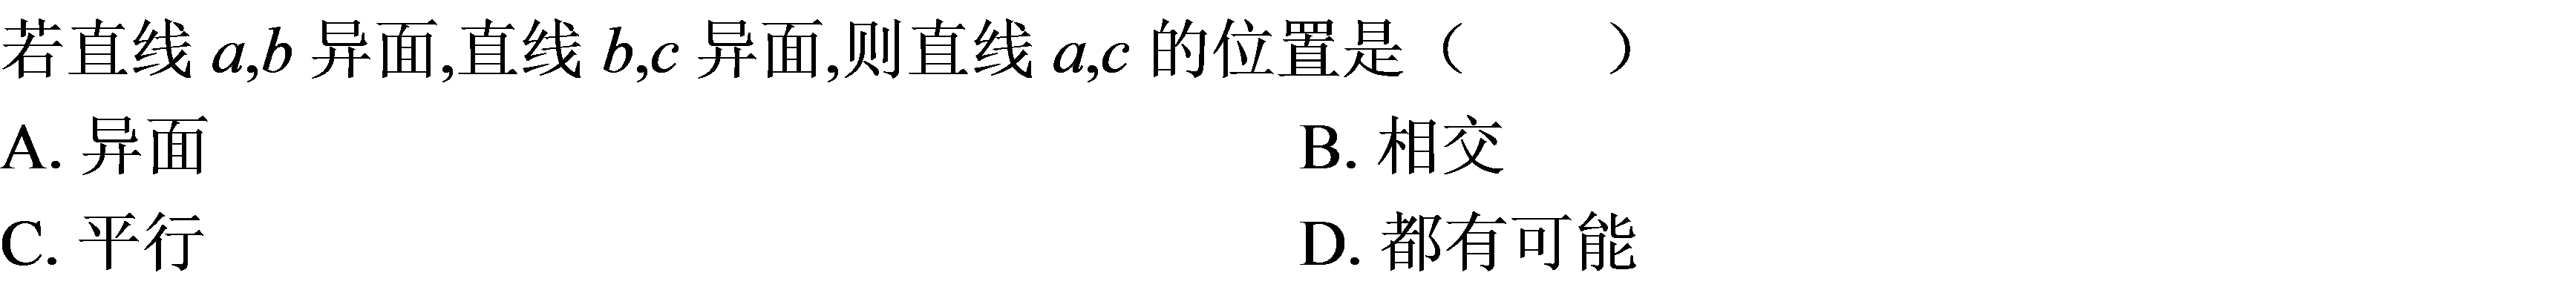 若直线 a,b 异面,直线 b,c 异面,则直线 a,c 的位置是（　　）
A. 异面　　B. 相交
C. 平行　　D. 都有可能